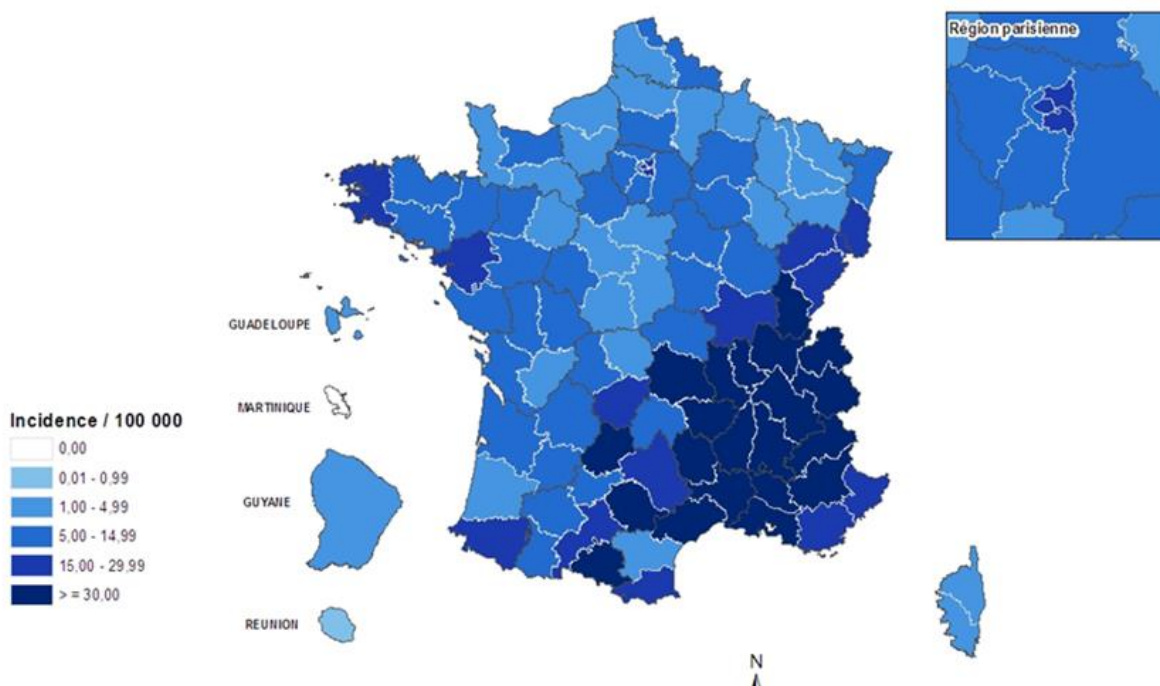 Région parisienne
GUADELOUPE
MARTINIQUE
GUYANE
REUNION
Incidence / 100 000
0,00
0,01 - 0,99
1,00 - 4,99
5,00 - 14,99
15,00 - 29,99
> = 30,00
N